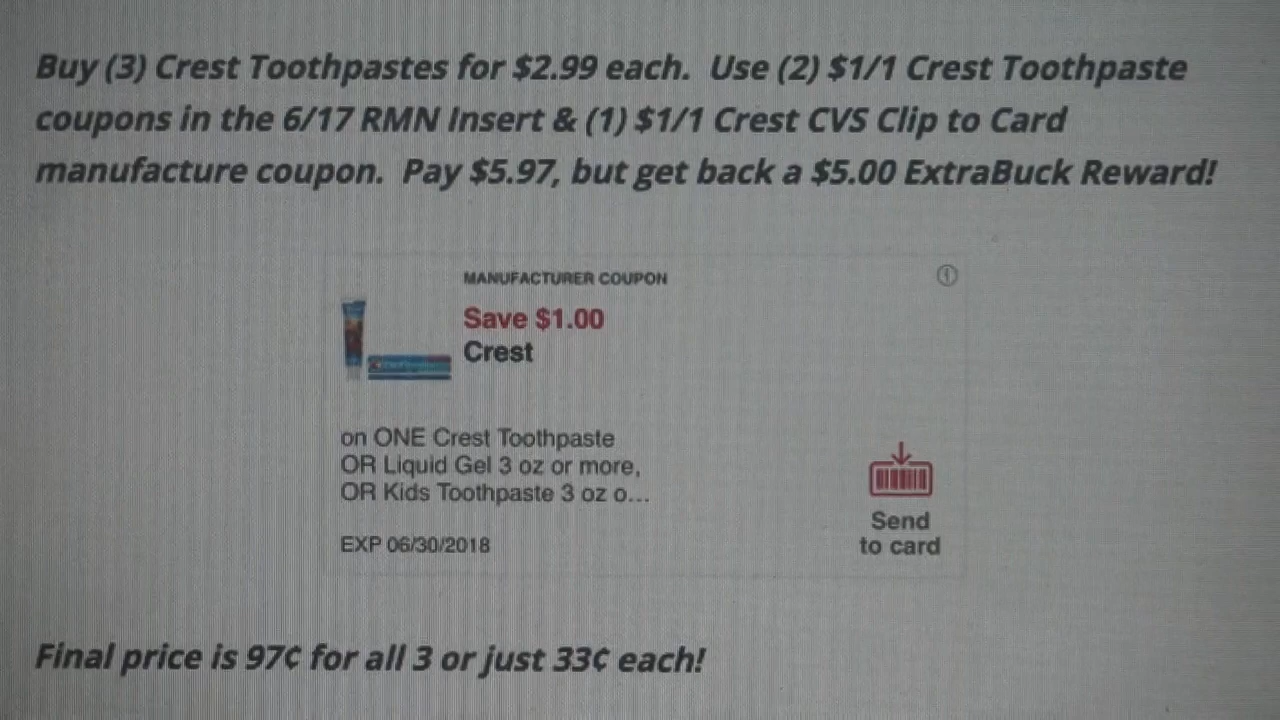 Buy (3) Crest Toothpastes for $2.99 each. Use (2) $1/1 Crest Toothpaste
coupons in the 6/17 RMN Insert & (1) $1/1 Crest CVS Clip to Card
manufacture coupon. Pay $5.97, but get back a $5.00 ExtraBuck Reward!
MANUFACTURER COUPON
Save $1.00
Crest
on ONE Crest Toothpaste
OR Liquid Gel 3 oz or more,
OR Kids Toothpaste 3 oz o...
EXP 06/30/2018
Send
to card
Final price is 97¢ for all 3 or just 33¢ each!